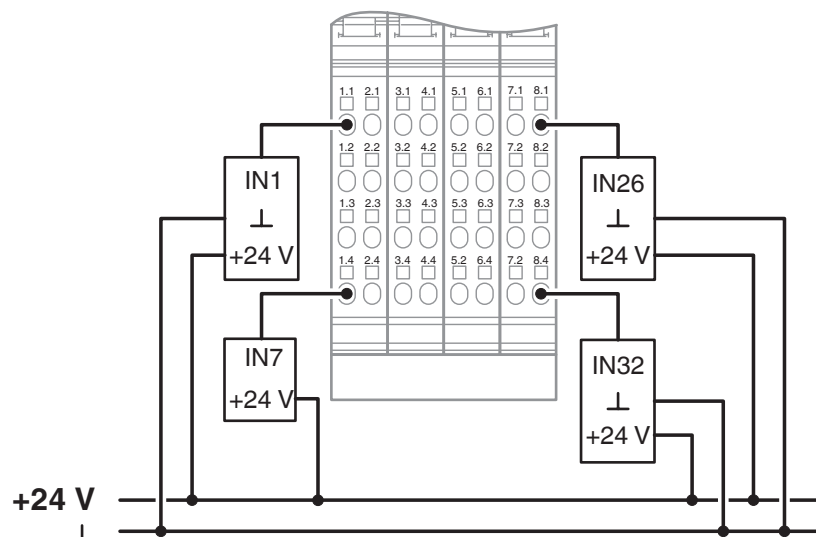 1.1 2.1 3.1 4.1 5.1 6.1 7.1 8.1
1.2 2.2 3.2 4.2 5.2 6.2 7.2 8.2
1.3 2.3 3.3 4.3 5.3 6.3 7.3 8.3
1.4 2.4 3.4 4.4 5.2 6.4 7.2 8.4
IN1
⊥
+24 V
IN26
⊥
+24 V
IN7
+24 V
IN32
⊥
+24 V
+24 V
⊥